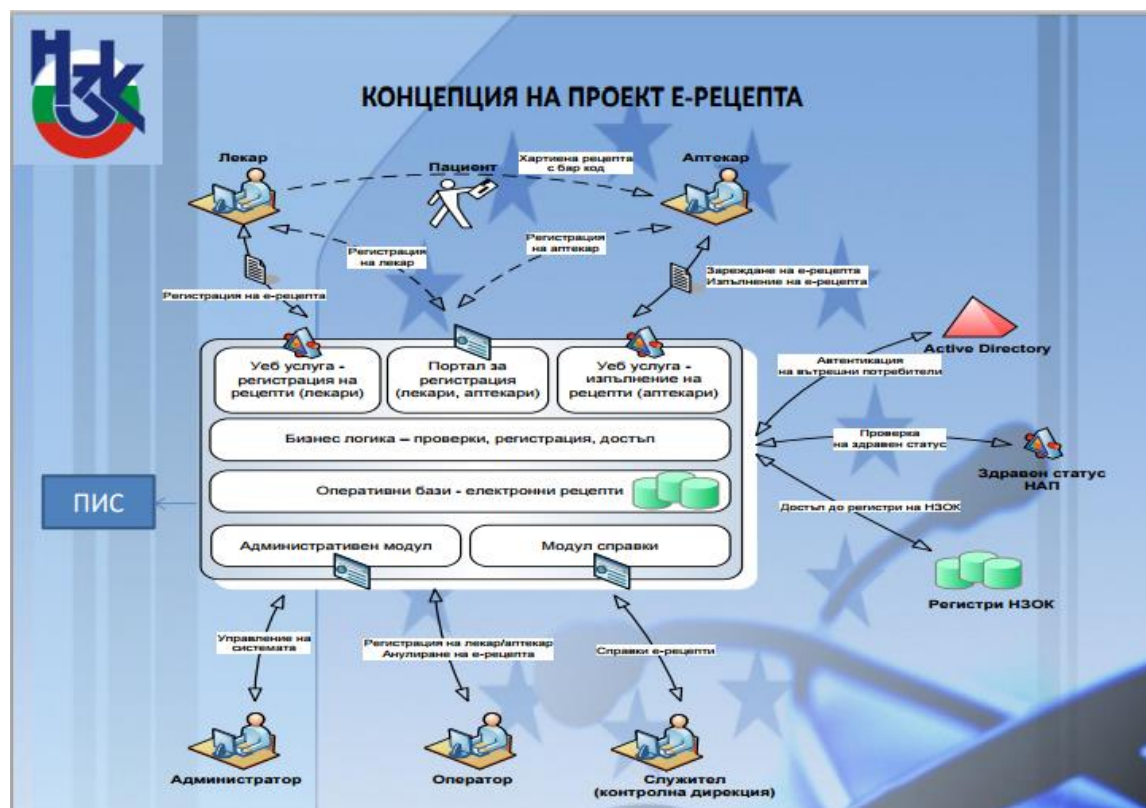 НЗК
КОНЦЕПЦИЯ НА ПРОЕКТ Е-РЕЦЕПТА
Лекар
Пациент
Хартиена рецепта
с бар код
Аптекар
Регистрация
на лекар
Регистрация
на аптекар
Регистрация на е-рецепта
Зареждане на е-рецепта
Изпълнение на е-рецепта
Уеб услуга -
регистрация на
рецепти (лекари)
Портал за
регистрация
(лекари, аптекари)
Уеб услуга -
изпълнение на
рецепти (аптекари)
Бизнес логика – проверки, регистрация, достъп
Оперативни бази - електронни рецепти
Административен модул
Модул справки
ПИС
Active Directory
Автентикация
на вътрешни потребители
Проверка
на здравен статус
Здравен статус
НАП
Достъп до регистри на НЗОК
Регистри НЗОК
Управление на
системата
Регистрация на лекар/аптекар
Анулиране на е-рецепта
Справки е-рецепти
Администратор
Оператор
Служител
(контролна дирекция)